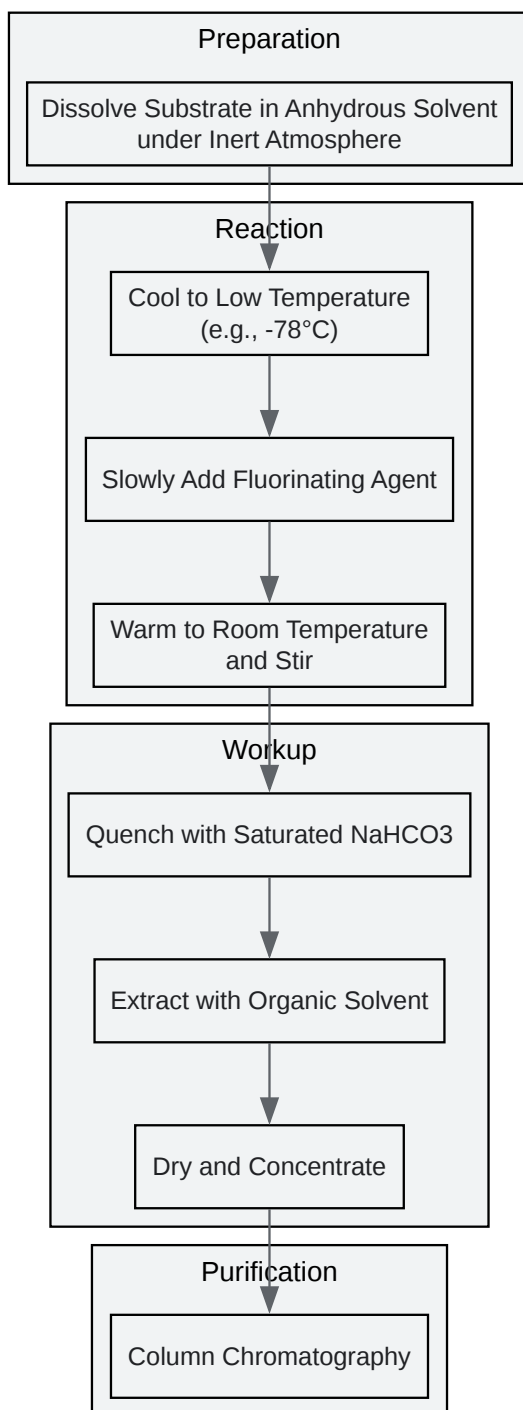 Preparation
Dissolve Substrate in Anhydrous Solvent
under Inert Atmosphere
Reaction
Cool to Low Temperature
(e.g., -78°C)
Slowly Add Fluorinating Agent
Warm to Room Temperature
and Stir
Workup
Quench with Saturated NaHCO3
Extract with Organic Solvent
Dry and Concentrate
Purification
Column Chromatography